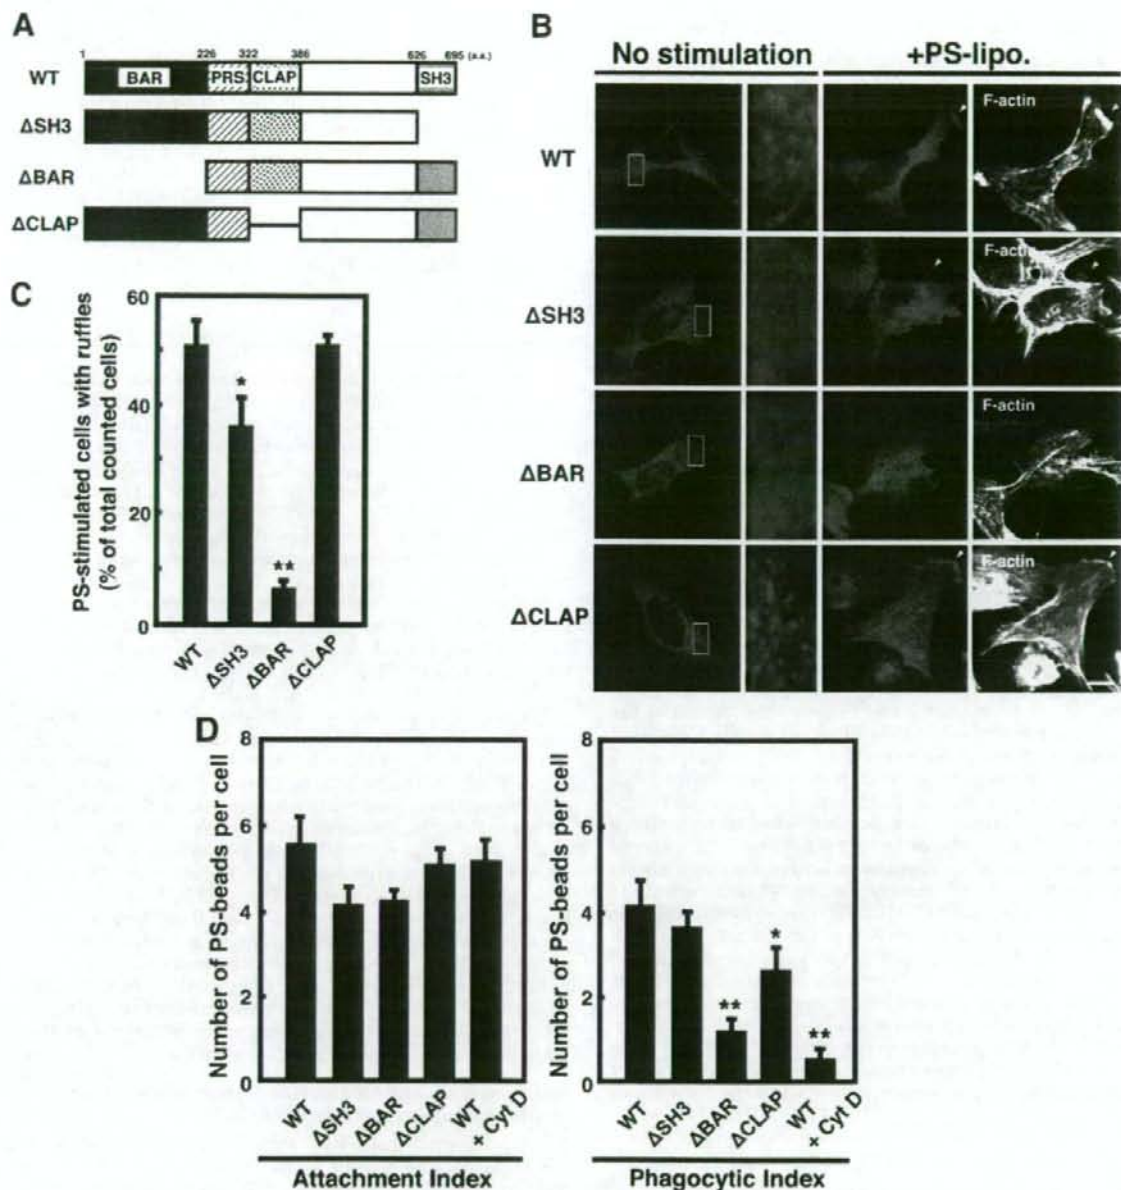 A
1 226 322 386 626 695 (a.a.)
WT BAR PRS CLAP SH3
ΔSH3
ΔBAR
ΔCLAP
B
No stimulation +PS-lipo.
WT F-actin
ΔSH3 F-actin
ΔBAR F-actin
ΔCLAP F-actin
C
PS-stimulated cells with ruffles
(% of total counted cells)
60
40
20
0
*
**
WT ΔSH3 ΔBAR ΔCLAP
D
Number of PS-beads per cell
8
6
4
2
0
WT ΔSH3 ΔBAR ΔCLAP WT
+ Cyt D
Attachment Index
Number of PS-beads per cell
8
6
4
2
0
**
*
**
WT ΔSH3 ΔBAR ΔCLAP WT
+ Cyt D
Phagocytic Index